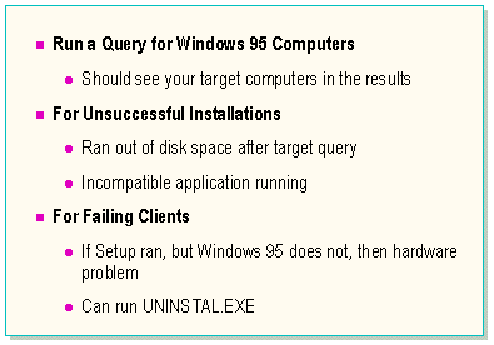 Run a Query for Windows 95 Computers
Should see your target computers in the results
For Unsuccessful Installations
Ran out of disk space after target query
Incompatible application running
For Failing Clients
If Setup ran, but Windows 95 does not, then hardware
problem
Can run UNINSTAL.EXE